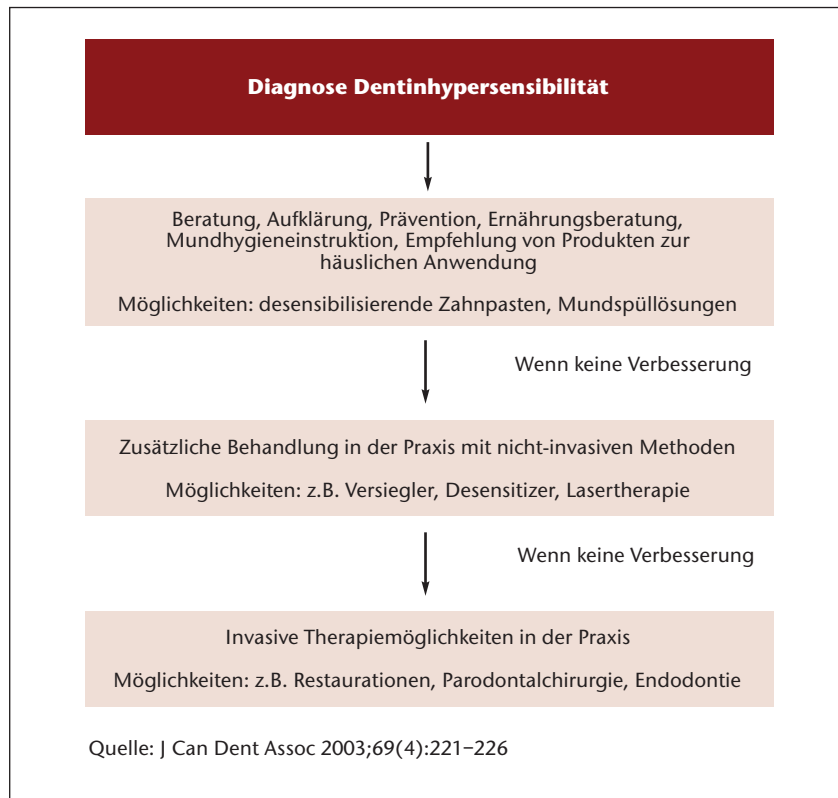 Diagnose Dentinhypersensibilität
Beratung, Aufklärung, Prävention, Ernährungsberatung,
Mundhygieneinstruktion, Empfehlung von Produkten zur
häuslichen Anwendung
Möglichkeiten: desensibilisierende Zahnpasten, Mundspüllösungen
Wenn keine Verbesserung
Zusätzliche Behandlung in der Praxis mit nicht-invasiven Methoden
Möglichkeiten: z.B. Versiegler, Desensitizer, Lasertherapie
Wenn keine Verbesserung
Invasive Therapiemöglichkeiten in der Praxis
Möglichkeiten: z.B. Restaurationen, Parodontalchirurgie, Endodontie
Quelle: J Can Dent Assoc 2003;69(4):221–226